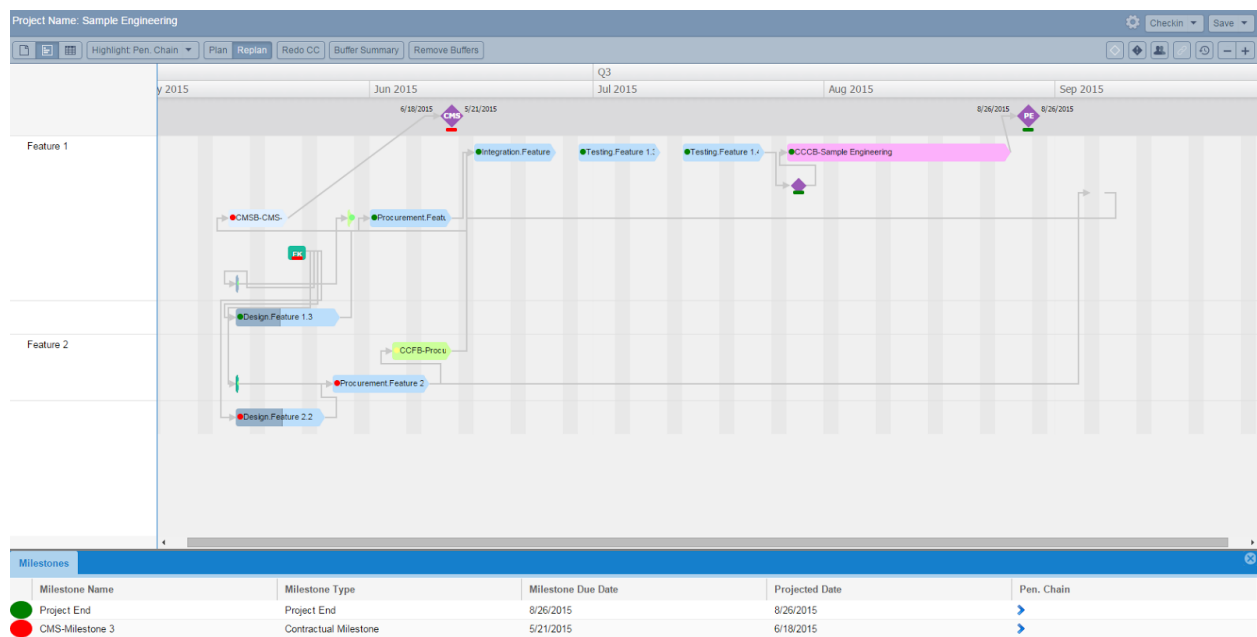 Project Name: Sample Engineering
Checkin
Save
Highlight: Pen. Chain
Plan
Replan
Redo CC
Buffer Summary
Remove Buffers
Q3
y 2015
Jun 2015
Jul 2015
Aug 2015
Sep 2015
6/18/2015
CMS
5/21/2015
8/26/2015
PE
8/26/2015
Feature 1
Integration.Feature
Testing.Feature 1.3
Testing.Feature 1.4
CCCB-Sample Engineering
CMSB-CMS-
Procurement.Featu
FK
Design.Feature 1.3
Feature 2
CCFB-Procu
Procurement.Feature 2
Design.Feature 2.2
Milestones
Milestone Name Milestone Type Milestone Due Date Projected Date Pen. Chain
Project End Project End 8/26/2015 8/26/2015
CMS-Milestone 3 Contractual Milestone 5/21/2015 6/18/2015